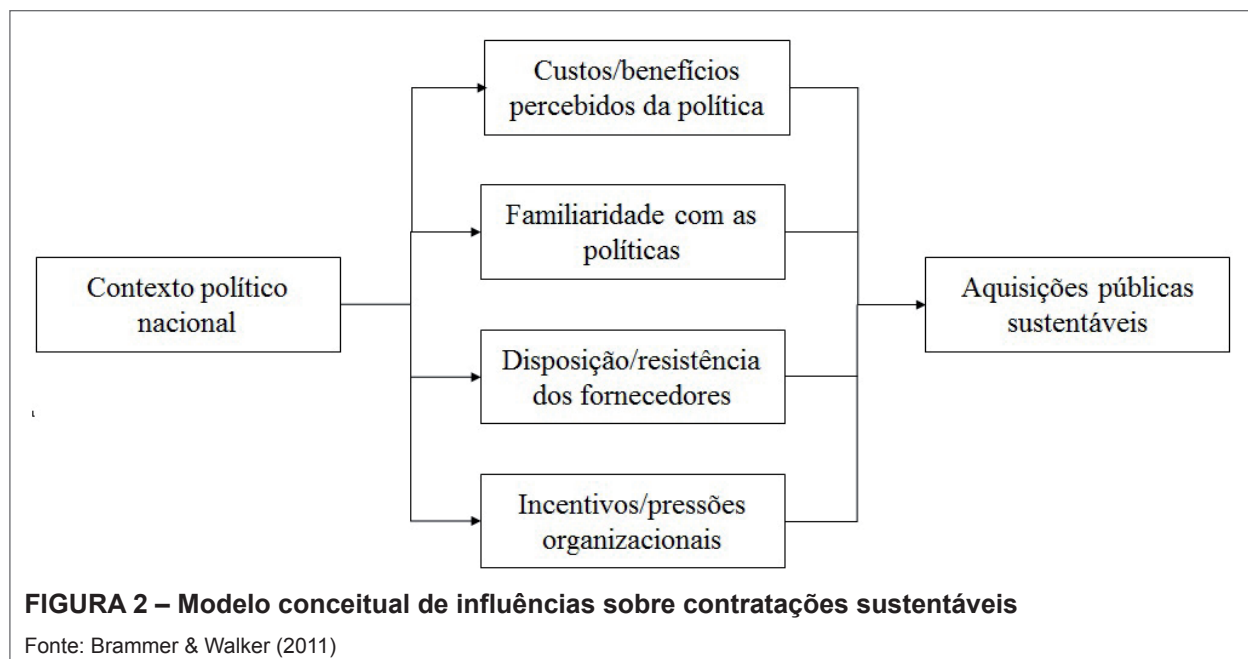 Custos/benefícios
percebidos da política
Familiaridade com as
políticas
Contexto político
nacional
Aquisições públicas
sustentáveis
Disposição/resistência
dos fornecedores
Incentivos/pressões
organizacionais
FIGURA 2 – Modelo conceitual de influências sobre contratações sustentáveis
Fonte: Brammer & Walker (2011)